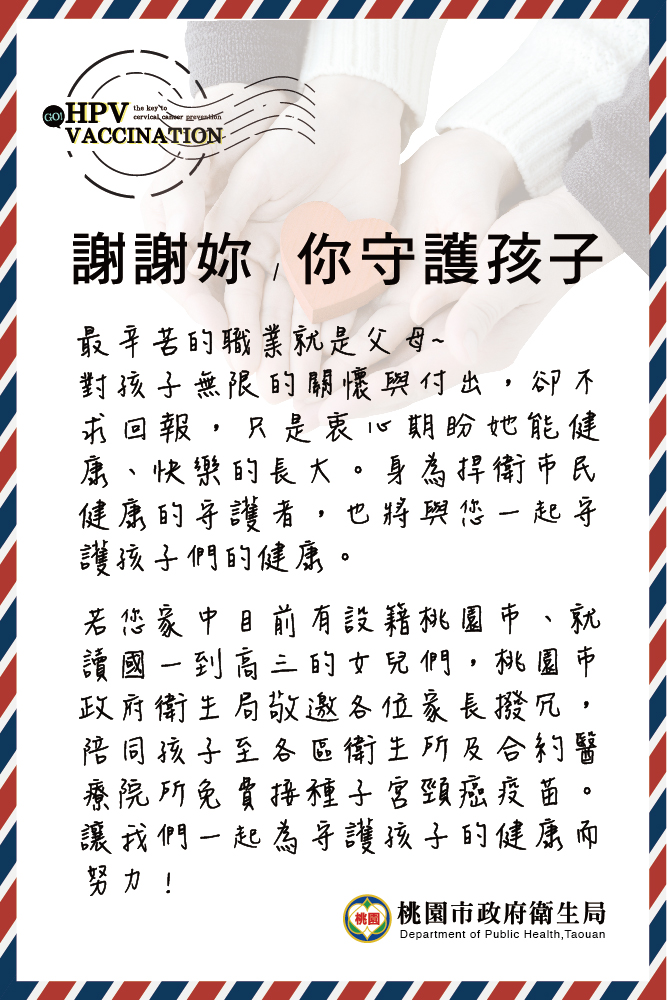 GO! HPV the key to
cervical cancer prevention
VACCINATION
謝謝妳/你守護孩子
最辛苦的職業就是父母~
對孩子無限的關懷與付出，卻不
求回報，只是衷心期盼她能健
康、快樂的長大。身為捍衛市民
健康的守護者，也將與您一起守
護孩子們的健康。
若您家中目前有設籍桃園市、就
讀國一到高三的女兒們，桃園市
政府衛生局敬邀各位家長撥冗，
陪同孩子至各區衛生所及合約醫
療院所免費接種子宮頸癌疫苗。
讓我們一起為守護孩子的健康而
努力！
桃園 桃園市政府衛生局
Department of Public Health,Taouan